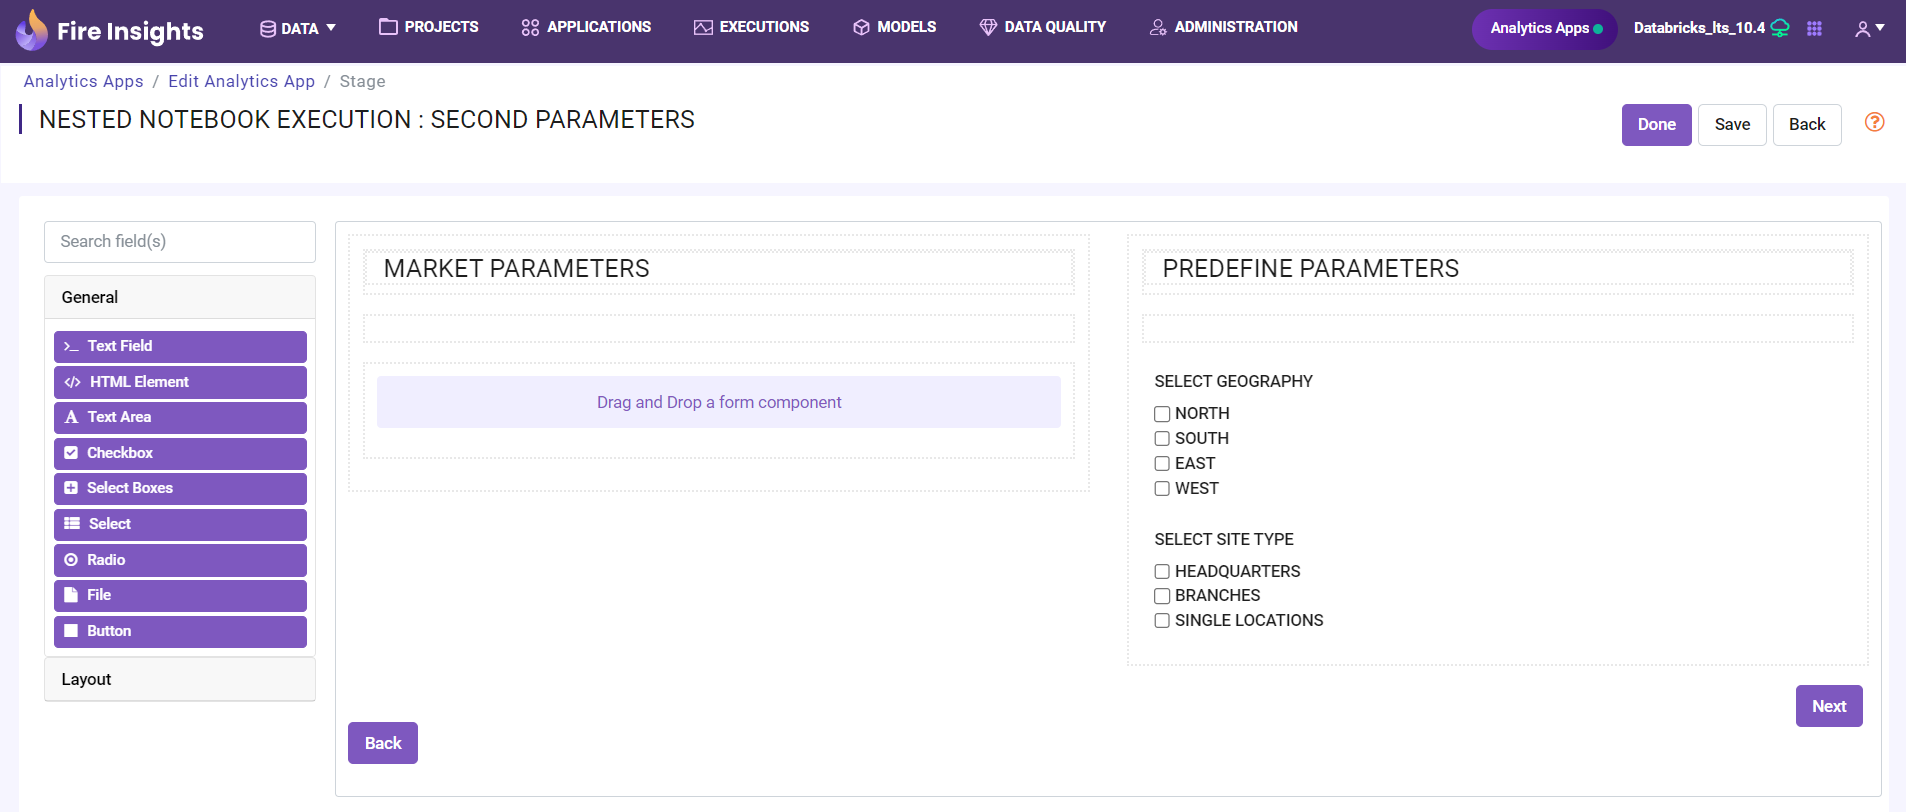 Fire Insights
DATA
PROJECTS
APPLICATIONS
EXECUTIONS
MODELS
DATA QUALITY
ADMINISTRATION
Analytics Apps
Databricks_lts_10.4
Analytics Apps / Edit Analytics App / Stage
NESTED NOTEBOOK EXECUTION : SECOND PARAMETERS
Done
Save
Back
?
Search field(s)
General
Text Field
HTML Element
Text Area
Checkbox
Select Boxes
Select
Radio
File
Button
Layout
MARKET PARAMETERS
Drag and Drop a form component
Back
PREDEFINE PARAMETERS
SELECT GEOGRAPHY
NORTH
SOUTH
EAST
WEST
SELECT SITE TYPE
HEADQUARTERS
BRANCHES
SINGLE LOCATIONS
Next